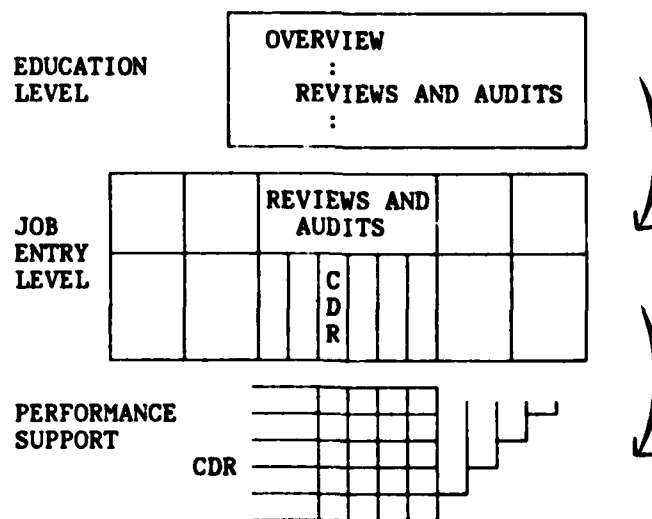 OVERVIEW
:
EDUCATION
LEVEL
REVIEWS AND AUDITS
:
REVIEWS AND
AUDITS
JOB
ENTRY
LEVEL
C
D
R
PERFORMANCE
SUPPORT
CDR